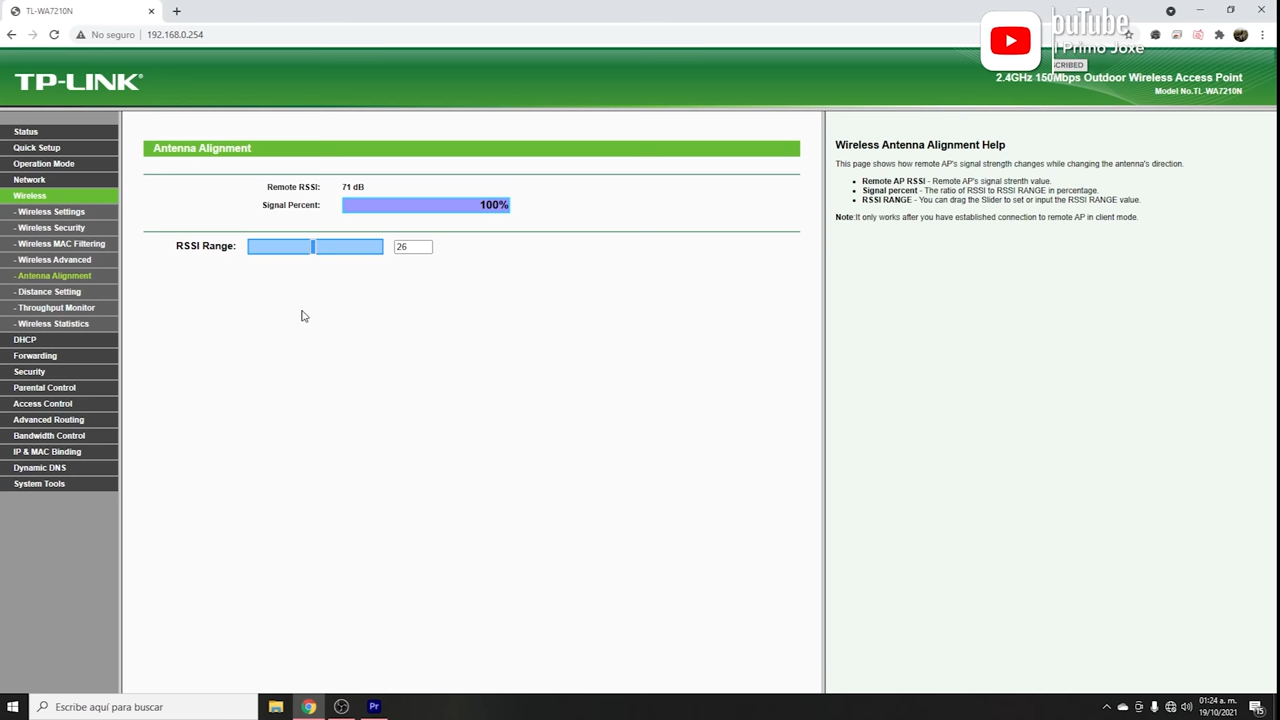 TL-WA7210N
No seguro
192.168.0.254
buTube
l Primo Joxe
SCRIBED
TP-LINK
2.4GHz 150Mbps Outdoor Wireless Access Point
Model No.TL-WA7210N
Status
Quick Setup
Operation Mode
Network
Wireless
- Wireless Settings
- Wireless Security
- Wireless MAC Filtering
- Wireless Advanced
- Antenna Alignment
- Distance Setting
- Throughput Monitor
- Wireless Statistics
DHCP
Forwarding
Security
Parental Control
Access Control
Advanced Routing
Bandwidth Control
IP & MAC Binding
Dynamic DNS
System Tools
Antenna Alignment
Remote RSSI: 71 dB
Signal Percent: 100%
RSSI Range: 26
Wireless Antenna Alignment Help
This page shows how remote AP's signal strength changes while changing the antenna's direction.
Remote AP RSSI - Remote AP's signal strenth value.
Signal percent - The ratio of RSSI to RSSI RANGE in percentage.
RSSI RANGE - You can drag the Slider to set or input the RSSI RANGE value.
Note:It only works after you have established connection to remote AP in client mode.
Escribe aquí para buscar
Pr
01:24 a. m.
19/10/2021
15